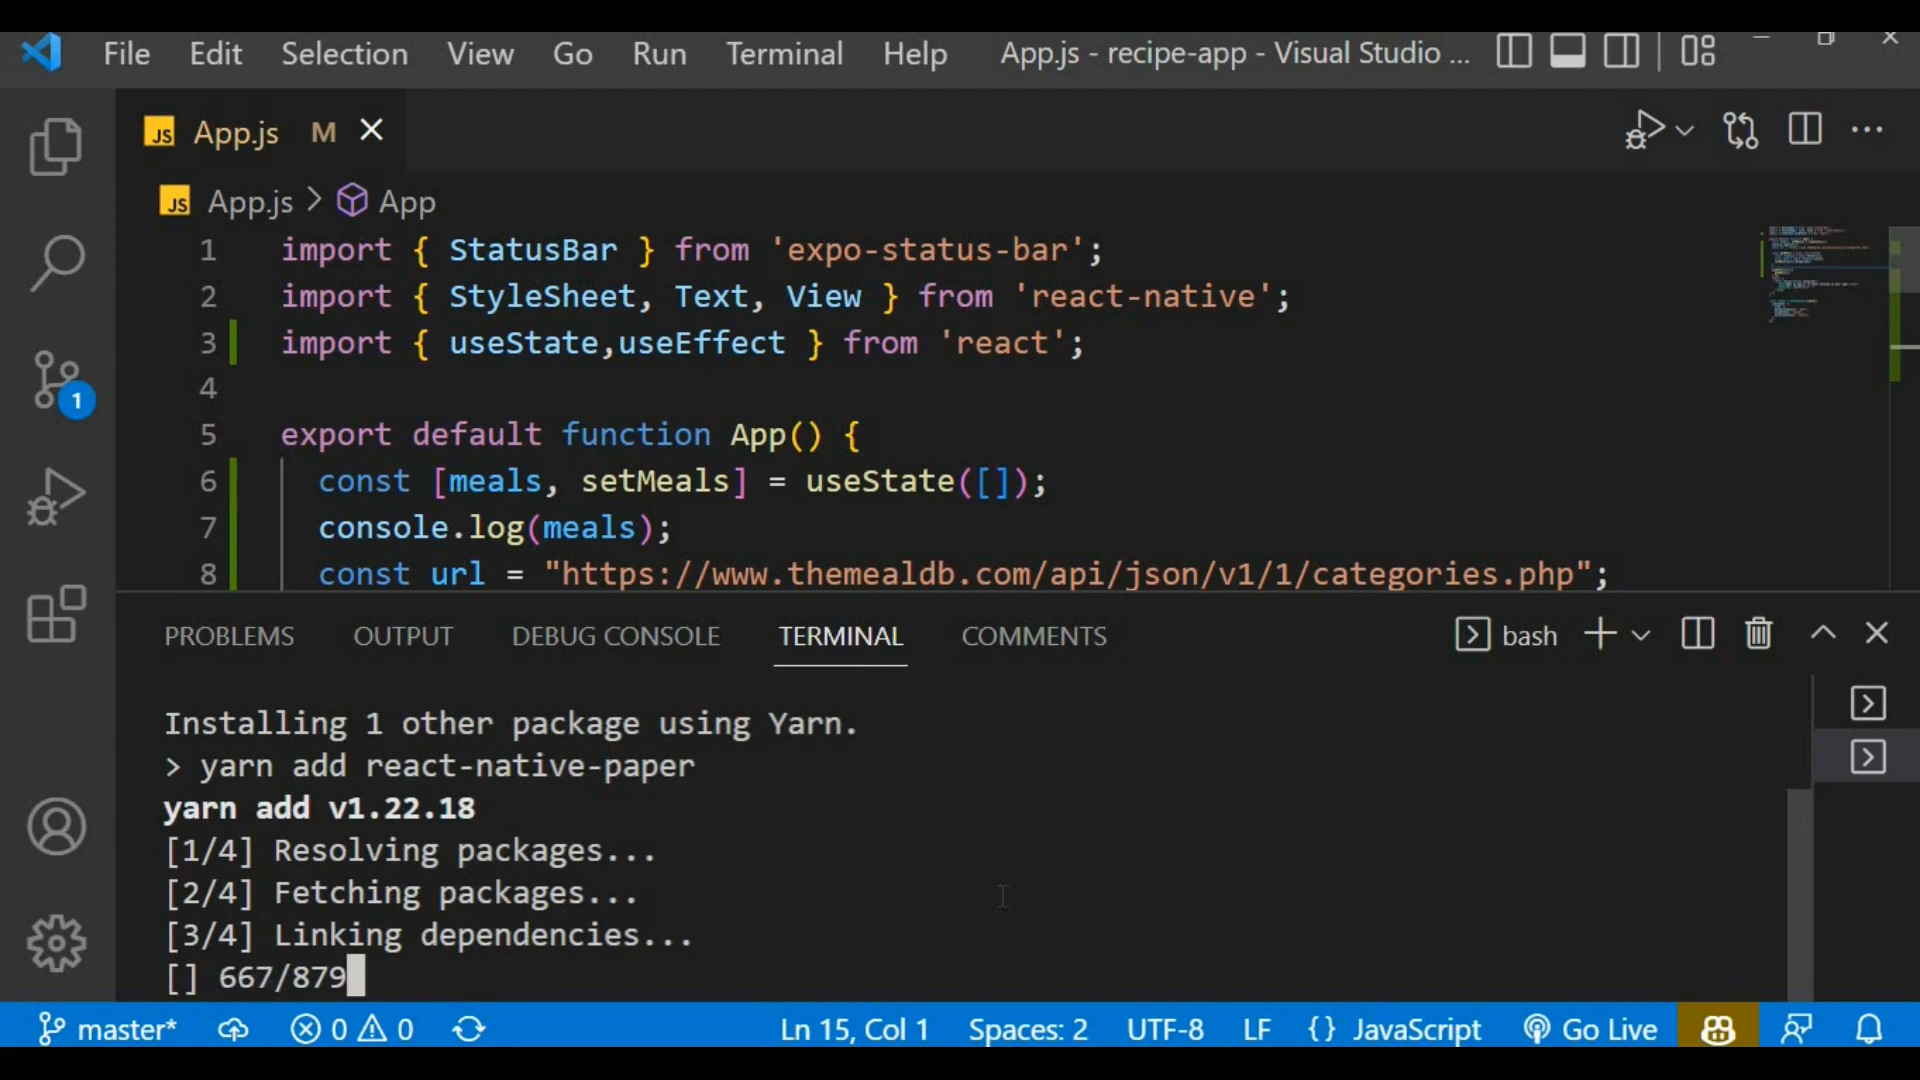 File Edit Selection View Go Run Terminal Help App.js - recipe-app - Visual Studio ...
JS App.js M
JS App.js > App
1 import { StatusBar } from 'expo-status-bar';
2 import { StyleSheet, Text, View } from 'react-native';
3 import { useState,useEffect } from 'react';
4
5 export default function App() {
6 const [meals, setMeals] = useState([]);
7 console.log(meals);
8 const url = "https://www.themealdb.com/api/json/v1/1/categories.php";
1
PROBLEMS OUTPUT DEBUG CONSOLE TERMINAL COMMENTS bash
Installing 1 other package using Yarn.
> yarn add react-native-paper
yarn add v1.22.18
[1/4] Resolving packages...
[2/4] Fetching packages...
[3/4] Linking dependencies...
[] 667/879
master* 0 0 Ln 15, Col 1 Spaces: 2 UTF-8 LF {} JavaScript Go Live